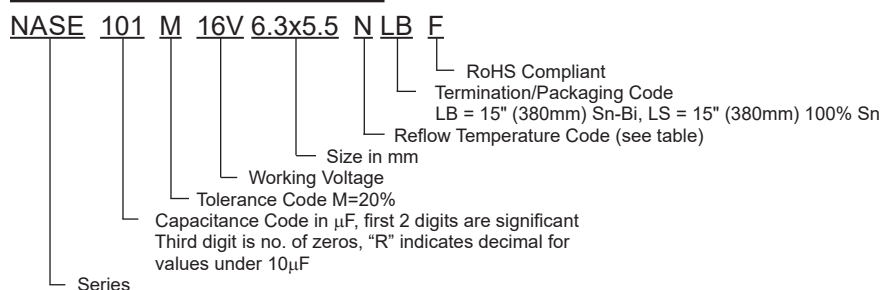 NASE 101 M 16V 6.3x5.5 N LB F
RoHS Compliant
Termination/Packaging Code
LB = 15" (380mm) Sn-Bi, LS = 15" (380mm) 100% Sn
Reflow Temperature Code (see table)
Size in mm
Working Voltage
Tolerance Code M=20%
Capacitance Code in μF, first 2 digits are significant
Third digit is no. of zeros, “R” indicates decimal for
values under 10μF
Series